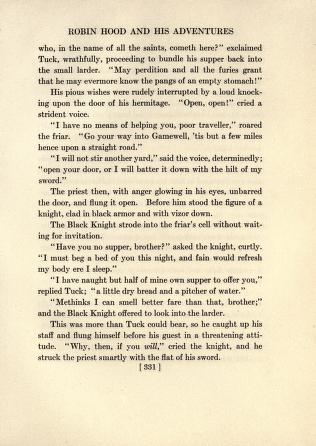 ROBIN HOOD AND HIS ADVENTURES
who, in the name of all the saints, cometh here?" exclaimed
Tuck, wrathfully, proceeding to bundle his supper back into
the small larder. "May perdition and all the furies grant
that he may evermore know the pangs of an empty stomach!"
His pious wishes were rudely interrupted by a loud knock-
ing upon the door of his hermitage. "Open, open!" cried a
strident voice.
"I have no means of helping you, poor traveller," roared
the friar. "Go your way into Gamewell, 'tis but a few miles
hence upon a straight road."
"I will not stir another yard," said the voice, determinedly;
"open your door, or I will batter it down with the hilt of my
sword."
The priest then, with anger glowing in his eyes, unbarred
the door, and flung it open. Before him stood the figure of a
knight, clad in black armor and with vizor down.
The Black Knight strode into the friar's cell without wait-
ing for invitation.
"Have you no supper, brother?" asked the knight, curtly.
"I must beg a bed of you this night, and fain would refresh
my body ere I sleep."
"I have naught but half of mine own supper to offer you,"
replied Tuck; "a little dry bread and a pitcher of water."
"Methinks I can smell better fare than that, brother;"
and the Black Knight offered to look into the larder.
This was more than Tuck could bear, so he caught up his
staff and flung himself before his guest in a threatening atti-
tude. "Why, then, if you will," cried the knight, and he
struck the priest smartly with the flat of his sword.
[ 331 ]